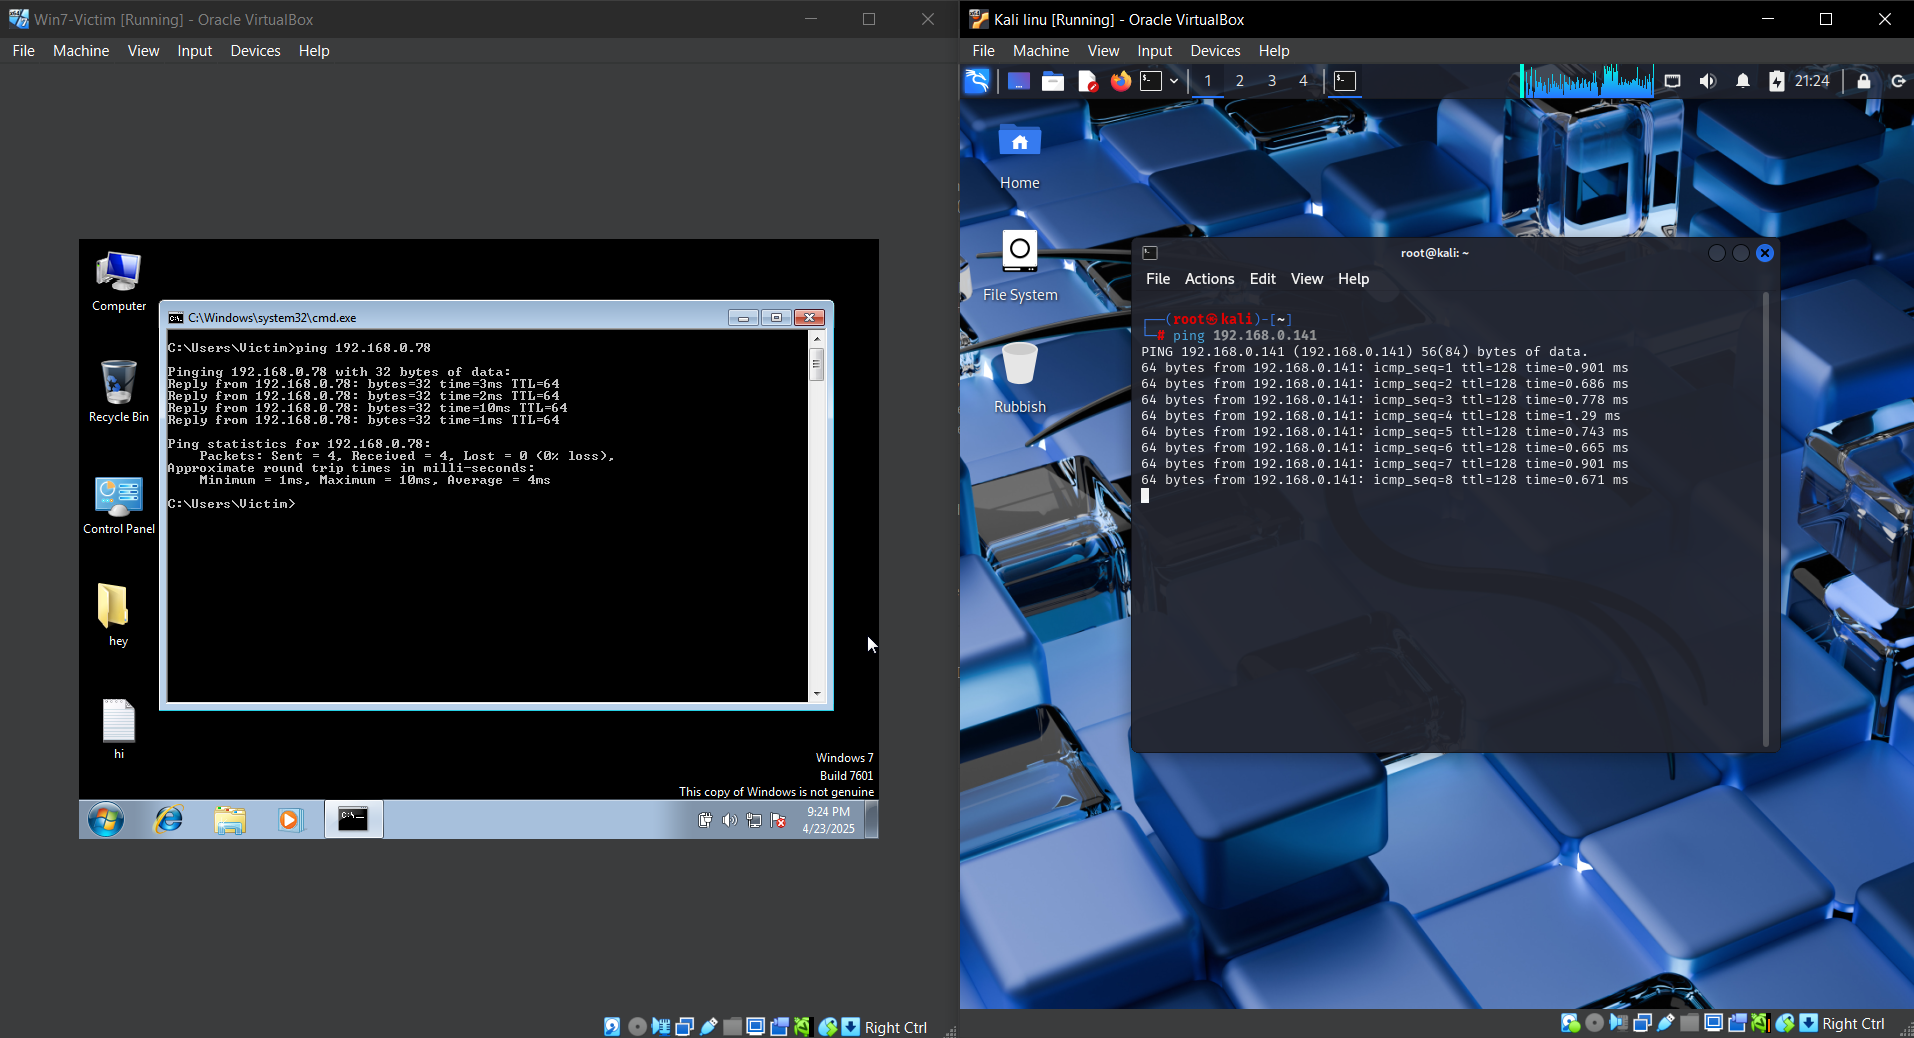 Win7-Victim [Running] - Oracle VirtualBox
File Machine View Input Devices Help
Computer
Recycle Bin
Control Panel
hey
hi
C:\Windows\system32\cmd.exe
C:\Users\Victim>ping 192.168.0.78
Pinging 192.168.0.78 with 32 bytes of data:
Reply from 192.168.0.78: bytes=32 time=3ms TTL=64
Reply from 192.168.0.78: bytes=32 time=2ms TTL=64
Reply from 192.168.0.78: bytes=32 time=10ms TTL=64
Reply from 192.168.0.78: bytes=32 time=1ms TTL=64
Ping statistics for 192.168.0.78:
Packets: Sent = 4, Received = 4, Lost = 0 (0% loss),
Approximate round trip times in milli-seconds:
Minimum = 1ms, Maximum = 10ms, Average = 4ms
C:\Users\Victim>
Windows 7
Build 7601
This copy of Windows is not genuine
9:24 PM
4/23/2025
Right Ctrl
Kali linu [Running] - Oracle VirtualBox
File Machine View Input Devices Help
1 2 3 4
21:24
Home
File System
Rubbish
root@kali: ~
File Actions Edit View Help
┌──(root㉿kali)-[~]
└─# ping 192.168.0.141
PING 192.168.0.141 (192.168.0.141) 56(84) bytes of data.
64 bytes from 192.168.0.141: icmp_seq=1 ttl=128 time=0.901 ms
64 bytes from 192.168.0.141: icmp_seq=2 ttl=128 time=0.686 ms
64 bytes from 192.168.0.141: icmp_seq=3 ttl=128 time=0.778 ms
64 bytes from 192.168.0.141: icmp_seq=4 ttl=128 time=1.29 ms
64 bytes from 192.168.0.141: icmp_seq=5 ttl=128 time=0.743 ms
64 bytes from 192.168.0.141: icmp_seq=6 ttl=128 time=0.665 ms
64 bytes from 192.168.0.141: icmp_seq=7 ttl=128 time=0.901 ms
64 bytes from 192.168.0.141: icmp_seq=8 ttl=128 time=0.671 ms
Right Ctrl